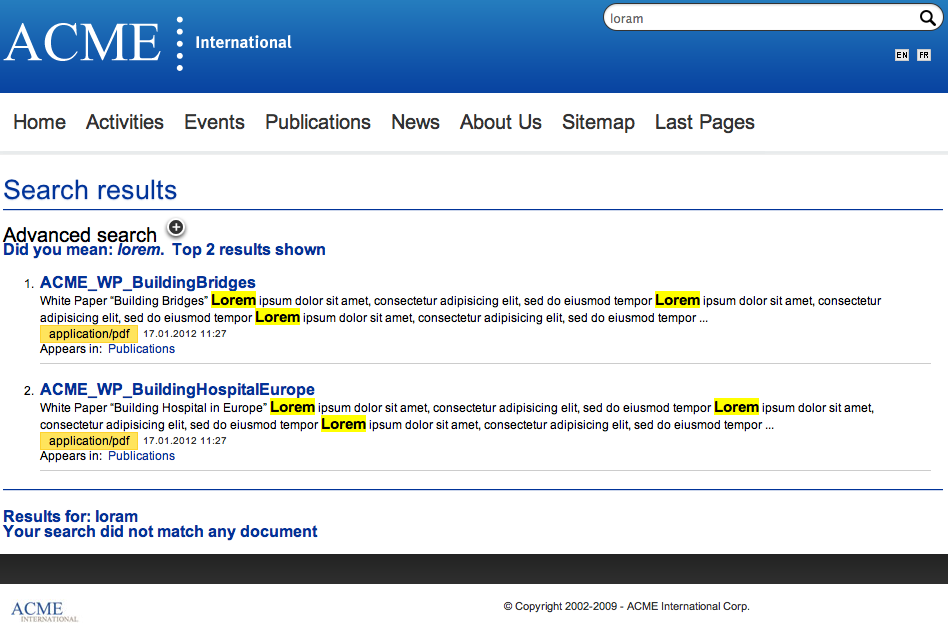 loram
ACME International
EN FR
Home Activities Events Publications News About Us Sitemap Last Pages
Search results
Advanced search
Did you mean: lorem. Top 2 results shown
1. ACME_WP_BuildingBridges
White Paper “Building Bridges” Lorem ipsum dolor sit amet, consectetur adipisicing elit, sed do eiusmod tempor Lorem ipsum dolor sit amet, consectetur
adipisicing elit, sed do eiusmod tempor Lorem ipsum dolor sit amet, consectetur adipisicing elit, sed do eiusmod tempor ...
application/pdf 17.01.2012 11:27
Appears in: Publications
2. ACME_WP_BuildingHospitalEurope
White Paper “Building Hospital in Europe” Lorem ipsum dolor sit amet, consectetur adipisicing elit, sed do eiusmod tempor Lorem ipsum dolor sit amet,
consectetur adipisicing elit, sed do eiusmod tempor Lorem ipsum dolor sit amet, consectetur adipisicing elit, sed do eiusmod tempor ...
application/pdf 17.01.2012 11:27
Appears in: Publications
Results for: loram
Your search did not match any document
ACME
INTERNATIONAL
© Copyright 2002-2009 - ACME International Corp.